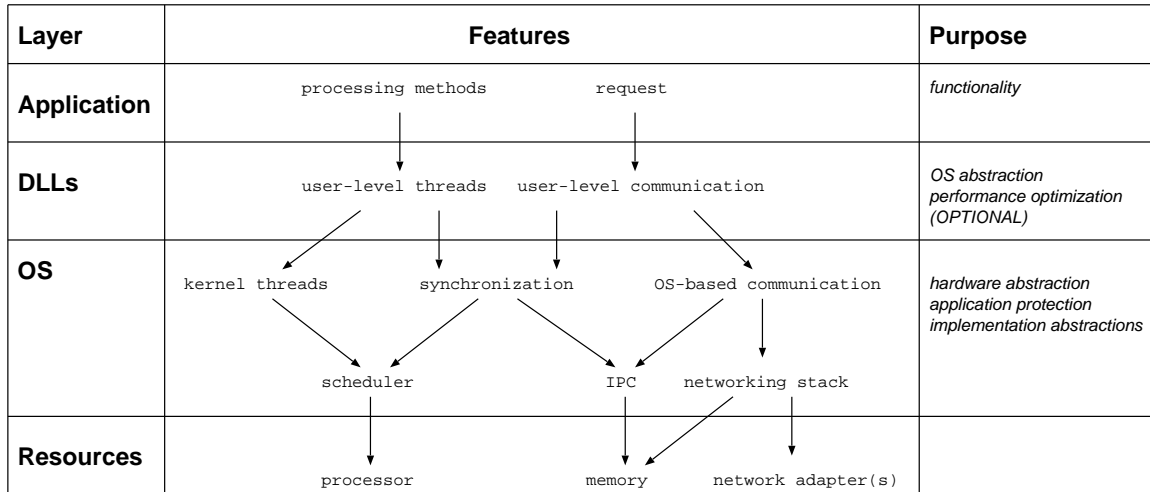 Layer
Features
Purpose
Application
processing methods
request
functionality
DLLs
user-level threads
user-level communication
OS abstraction
performance optimization
(OPTIONAL)
OS
kernel threads
synchronization
OS-based communication
hardware abstraction
application protection
implementation abstractions
scheduler
IPC
networking stack
Resources
processor
memory
network adapter(s)